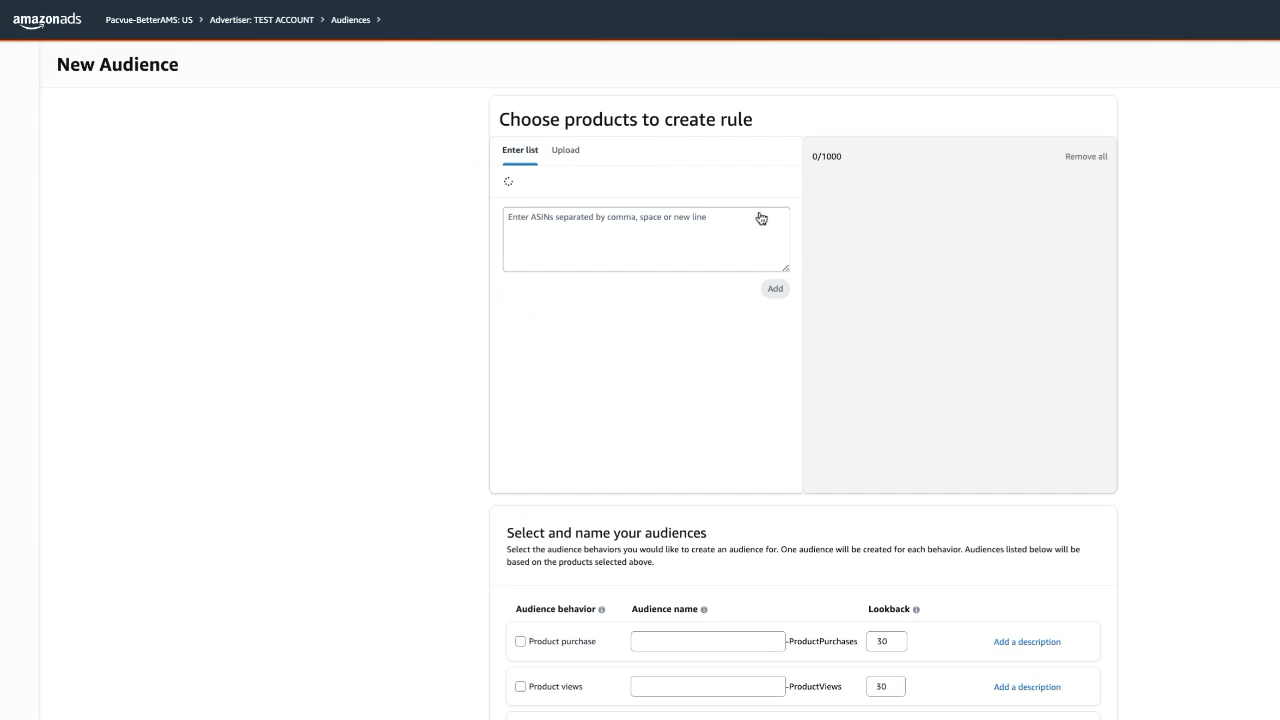 amazonads Pacvue-BetterAMS: US > Advertiser: TEST ACCOUNT > Audiences >
New Audience
Choose products to create rule
Enter list Upload
0/1000 Remove all
Enter ASINs separated by comma, space or new line
Add
Select and name your audiences
Select the audience behaviors you would like to create an audience for. One audience will be created for each behavior. Audiences listed below will be
based on the products selected above.
Audience behavior Audience name Lookback
Product purchase -ProductPurchases 30 Add a description
Product views -ProductViews 30 Add a description